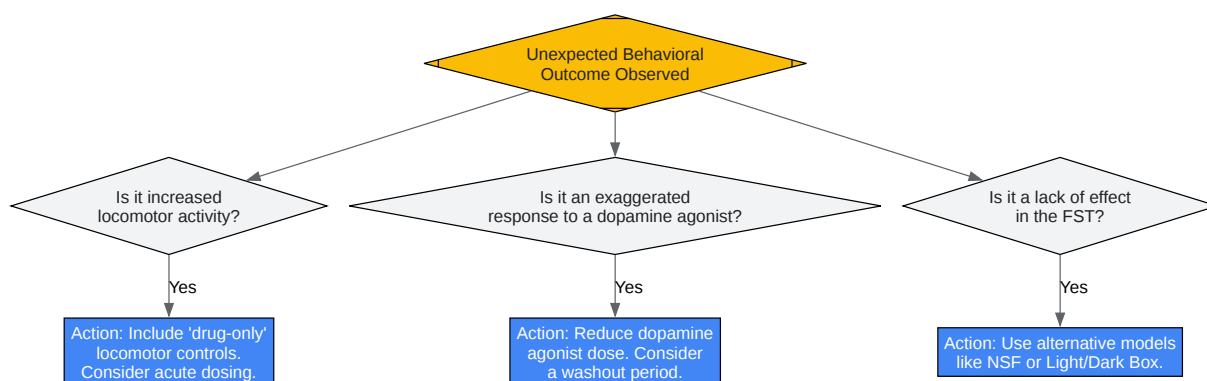 Unexpected Behavioral
Outcome Observed
Is it increased
locomotor activity?
Is it an exaggerated
response to a dopamine agonist?
Is it a lack of effect
in the FST?
Yes
Yes
Yes
Action: Include 'drug-only'
locomotor controls.
Consider acute dosing.
Action: Reduce dopamine
agonist dose. Consider
a washout period.
Action: Use alternative models
like NSF or Light/Dark Box.